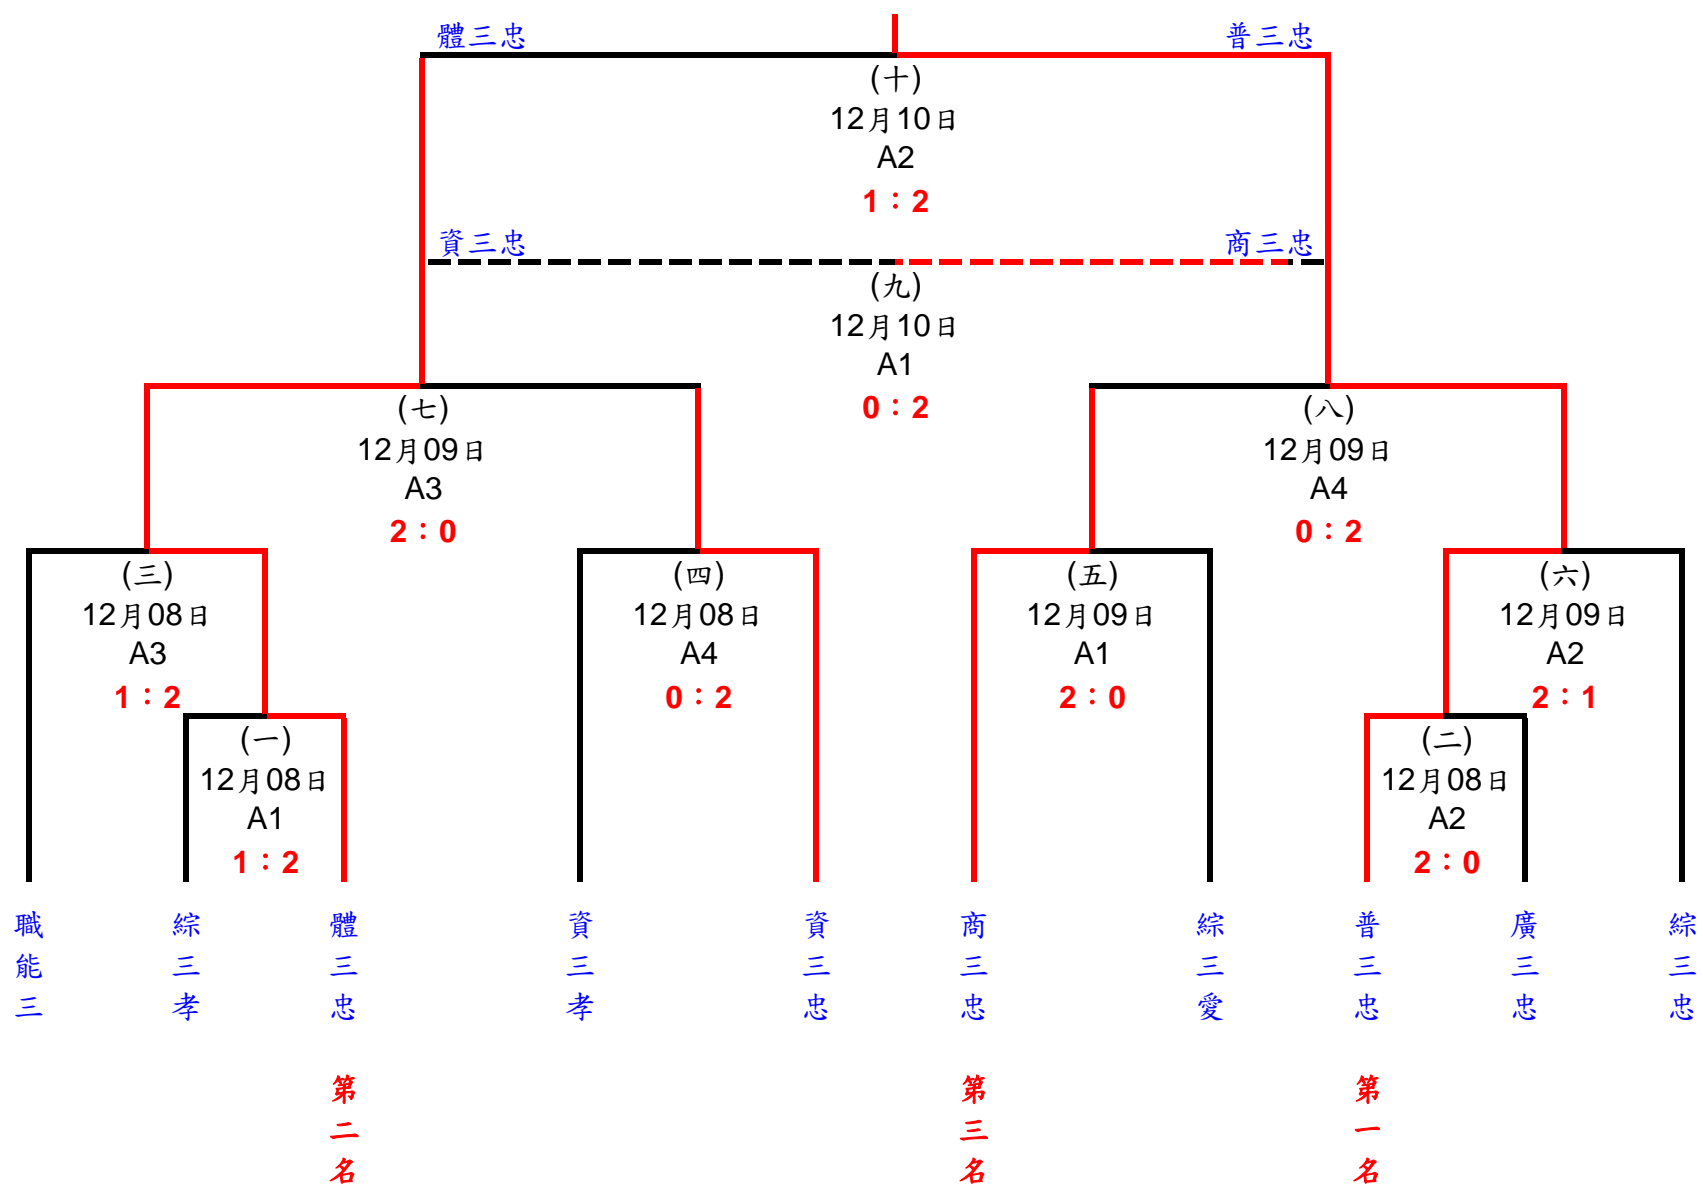 體三忠 普三忠
(十)
12月10日
A2
1：2
資三忠 商三忠
(九)
12月10日
A1
0：2
(七)
12月09日
A3
2：0
(八)
12月09日
A4
0：2
(三)
12月08日
A3
1：2
(四)
12月08日
A4
0：2
(五)
12月09日
A1
2：0
(六)
12月09日
A2
2：1
(一)
12月08日
A1
1：2
(二)
12月08日
A2
2：0
職能三
綜三孝
體三忠
資三孝
資三忠
商三忠
綜三愛
普三忠
廣三忠
綜三忠
第二名
第三名
第一名